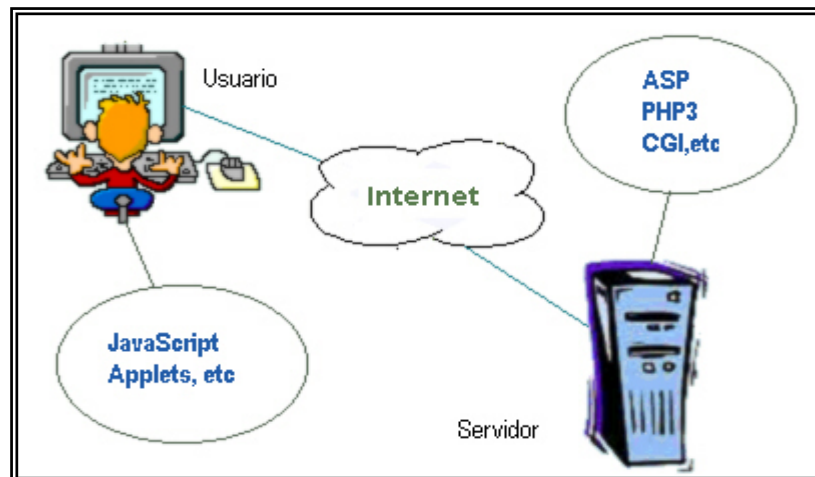 Usuario
ASP
PHP3
CGI,etc
Internet
JavaScript
Applets, etc
Servidor